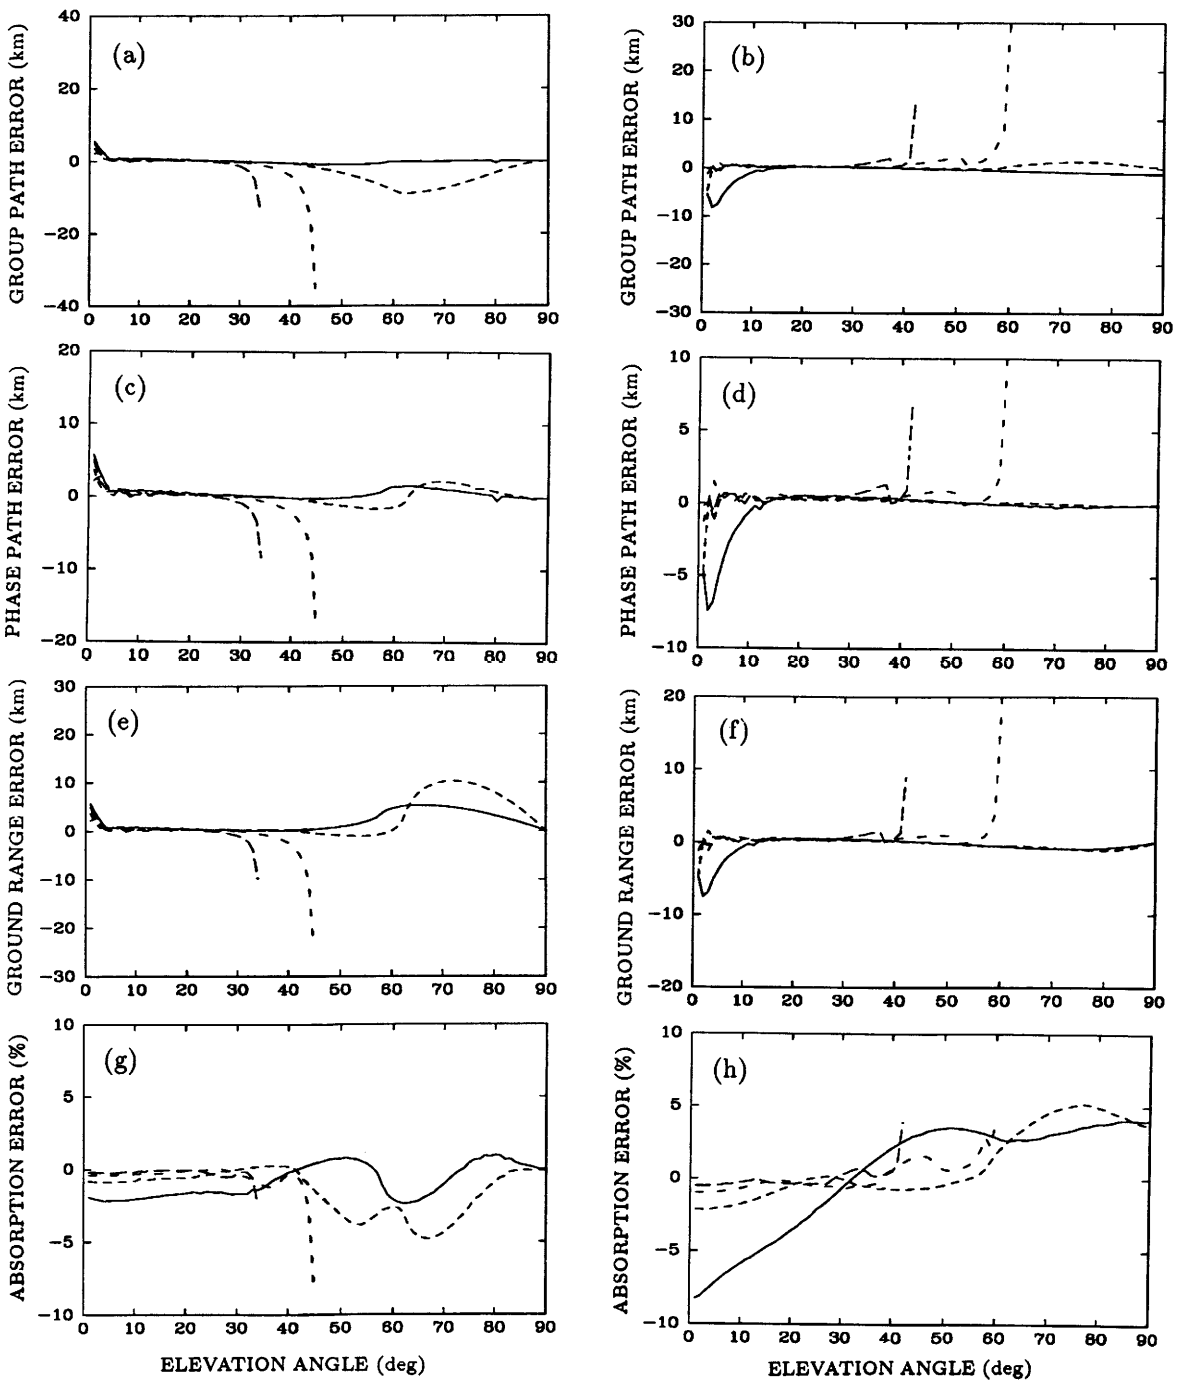 (a)
GROUP PATH ERROR (km)
40
20
0
−20
−40
0 10 20 30 40 50 60 70 80 90
(b)
GROUP PATH ERROR (km)
30
20
10
0
−10
−20
−30
0 10 20 30 40 50 60 70 80 90
(c)
PHASE PATH ERROR (km)
20
10
0
−10
−20
0 10 20 30 40 50 60 70 80 90
(d)
PHASE PATH ERROR (km)
10
5
0
−5
−10
0 10 20 30 40 50 60 70 80 90
(e)
GROUND RANGE ERROR (km)
30
20
10
0
−10
−20
−30
0 10 20 30 40 50 60 70 80 90
(f)
GROUND RANGE ERROR (km)
20
10
0
−10
−20
0 10 20 30 40 50 60 70 80 90
(g)
ABSORPTION ERROR (%)
10
5
0
−5
−10
0 10 20 30 40 50 60 70 80 90
ELEVATION ANGLE (deg)
(h)
ABSORPTION ERROR (%)
10
5
0
−5
−10
0 10 20 30 40 50 60 70 80 90
ELEVATION ANGLE (deg)